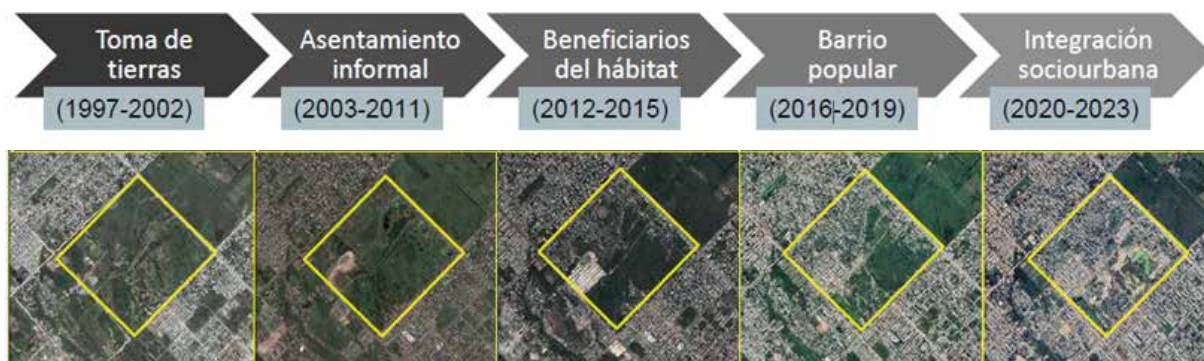 Toma de
tierras
(1997-2002)
Asentamiento
informal
(2003-2011)
Beneficiarios
del hábitat
(2012-2015)
Barrio
popular
(2016-2019)
Integración
sociourbana
(2020-2023)